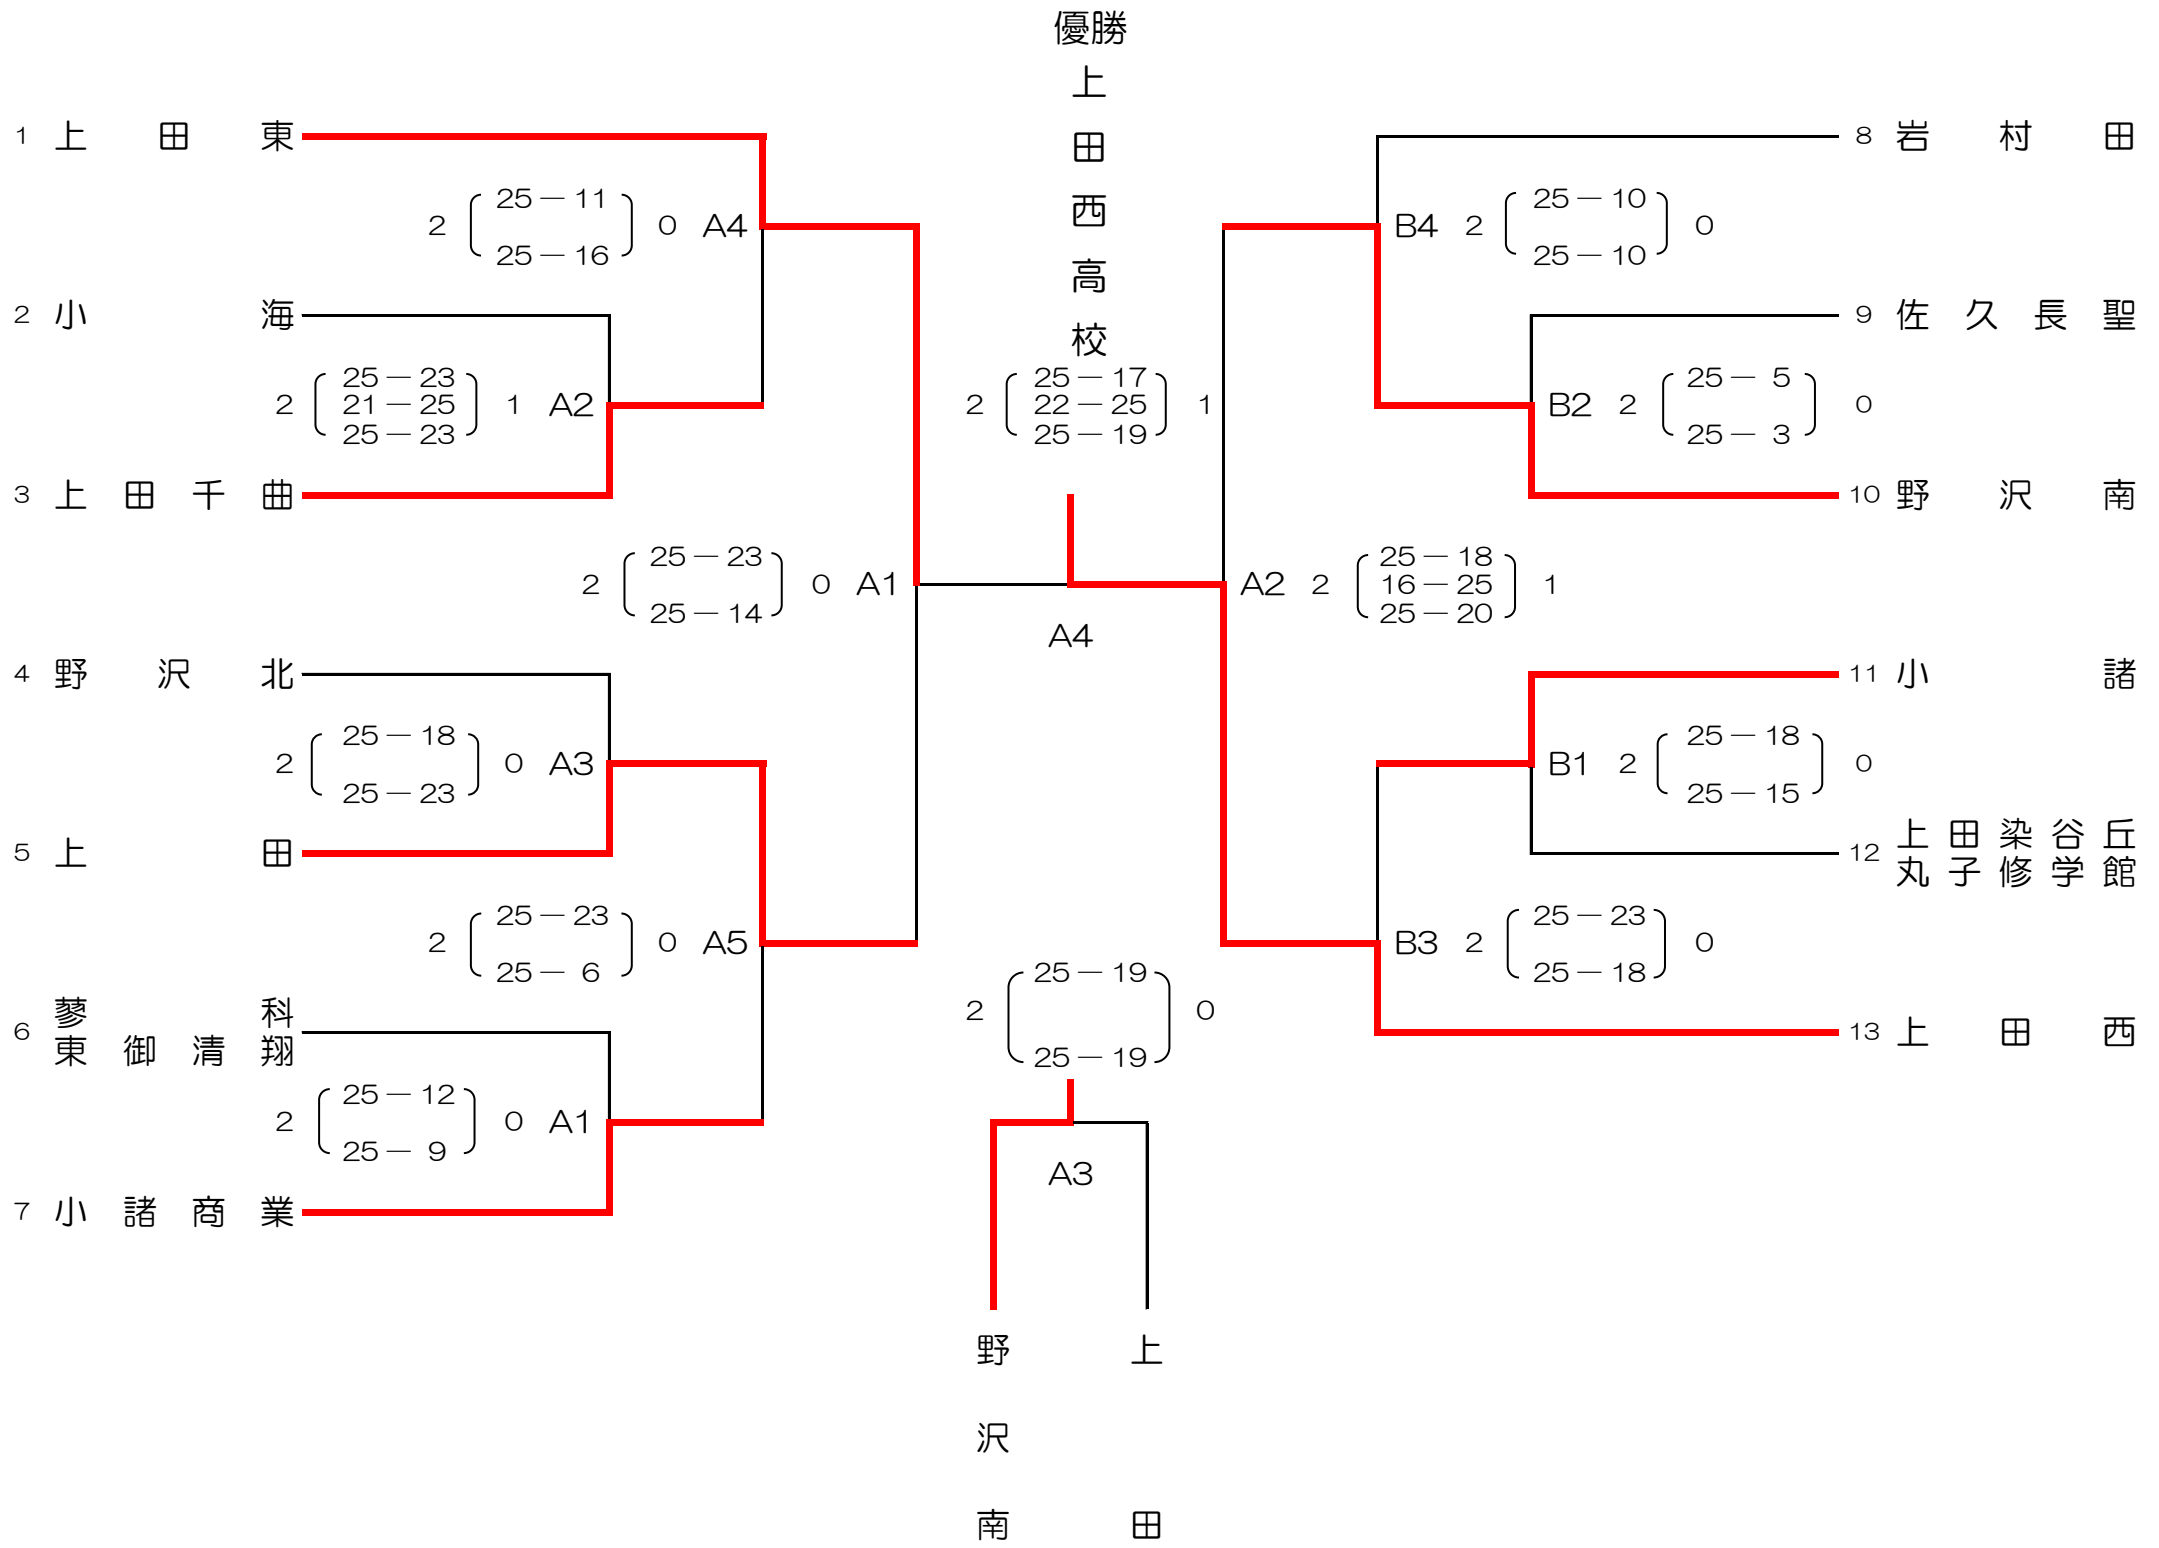 優勝
上田西高校
1 上田東
2 ( 25－11 25－16 ) 0 A4
2 小海
2 ( 25－23 21－25 25－23 ) 1 A2
3 上田千曲
2 ( 25－23 25－14 ) 0 A1
4 野沢北
2 ( 25－18 25－23 ) 0 A3
5 上田
2 ( 25－23 25－ 6 ) 0 A5
6 蓼科
東御清翔
2 ( 25－12 25－ 9 ) 0 A1
7 小諸商業
2 ( 25－17 22－25 25－19 ) 1
A4
2 ( 25－19 25－19 ) 0
A3
野沢南
上田
8 岩村田
B4 2 ( 25－10 25－10 ) 0
9 佐久長聖
B2 2 ( 25－ 5 25－ 3 ) 0
10 野沢南
A2 2 ( 25－18 16－25 25－20 ) 1
11 小諸
B1 2 ( 25－18 25－15 ) 0
12 上田染谷丘
丸子修学館
B3 2 ( 25－23 25－18 ) 0
13 上田西